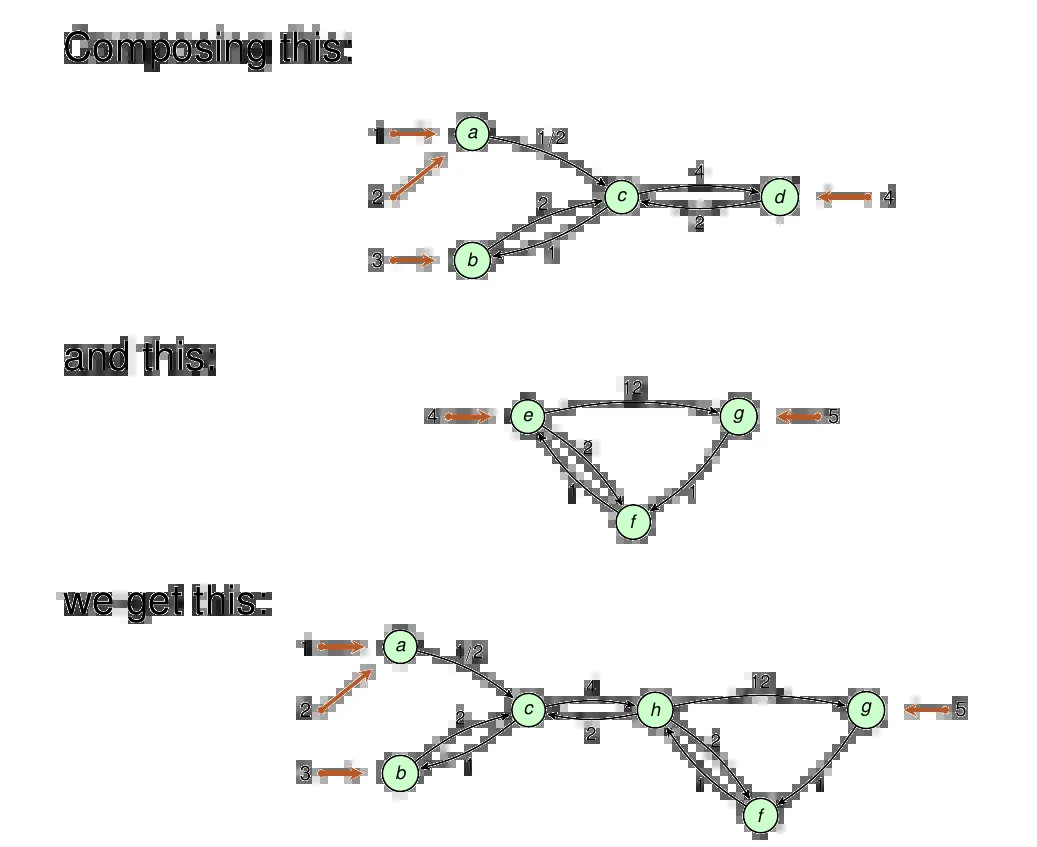 Composing this:
1 a 1/2
4
2 2 c d 4
2
3 b 1
and this:
12
4 e g 5
2
1 1
f
we get this:
1 a 1/2
12
4
2 2 c h g 5
2 2
3 b 1 1 1
f